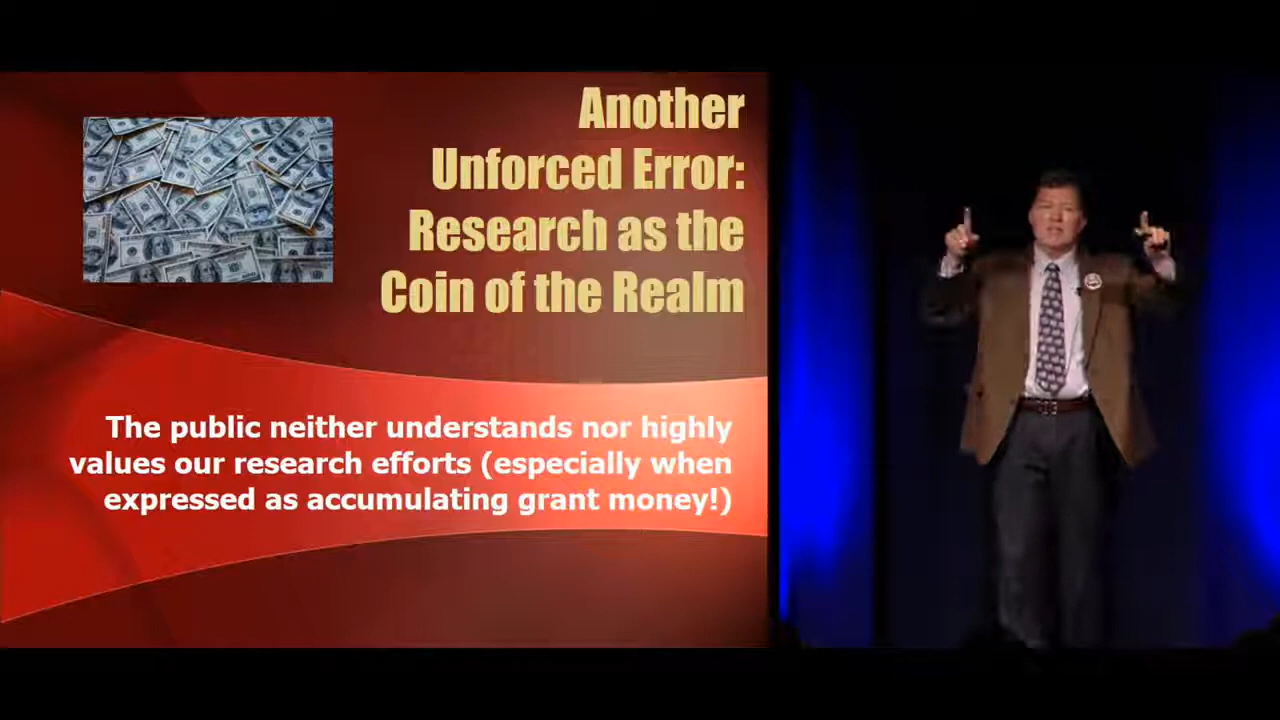 Another
Unforced Error:
Research as the
Coin of the Realm
The public neither understands nor highly
values our research efforts (especially when
expressed as accumulating grant money!)